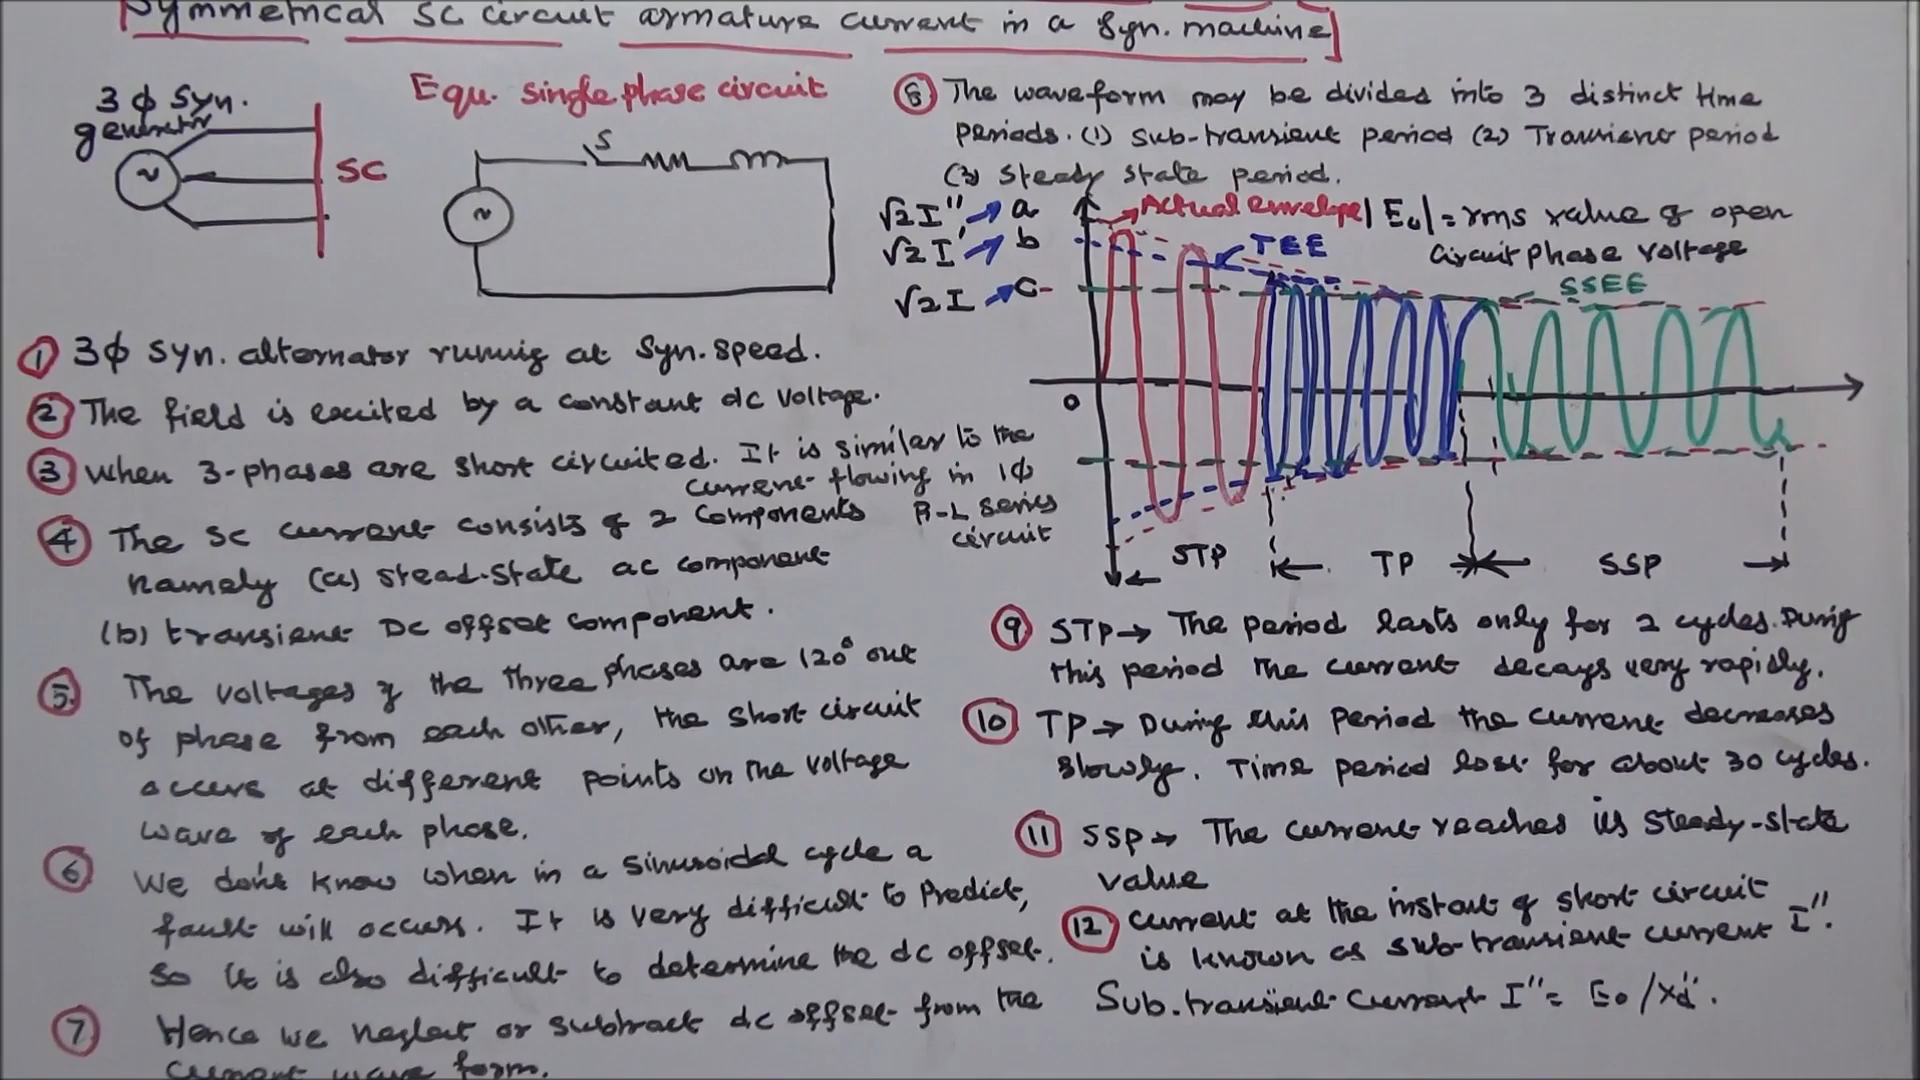 Symmetrical SC circuit armature current in a Syn. machine]
3 ϕ Syn.
generator
SC
Equ. single phase circuit
S
~
~
① 3ϕ Syn. alternator runnig at Syn. speed.
② The field is excited by a constant dc voltage.
③ when 3-phases are short circuited. It is similar to the
current flowing in 1ϕ
R-L series
circuit
④ The SC current consists of 2 components
namely (a) stead-state ac component
(b) transient DC offset component.
⑤ The voltages of the three phases are 120° out
of phase from each other, the short circuit
occurs at different points on the voltage
wave of each phase.
⑥ We don't know when in a sinusoidal cycle a
fault will occurs. It is very difficult to Predict,
so it is also difficult to determine the dc offset.
⑦ Hence we neglect or subtract dc offset from the
current wave form.
⑧ The waveform may be divided into 3 distinct time
periods. (1) Sub-transient period (2) Transient period
(3) Steady state period.
√2 I'' → a
√2 I' → b
√2 I → c
Actual envelope
TEE
SSEE
|E₀| = rms value of open
circuit phase voltage
0
STP
TP
SSP
⑨ STP → The period lasts only for 2 cycles. During
this period the current decays very rapidly.
⑩ TP → During this period the current decreases
slowly. Time period last for about 30 cycles.
⑪ SSP → The current reaches its steady-state
value
⑫ current at the instant of short circuit
is known as sub-transient current I''.
Sub.transient current I'' = E₀/Xd''.